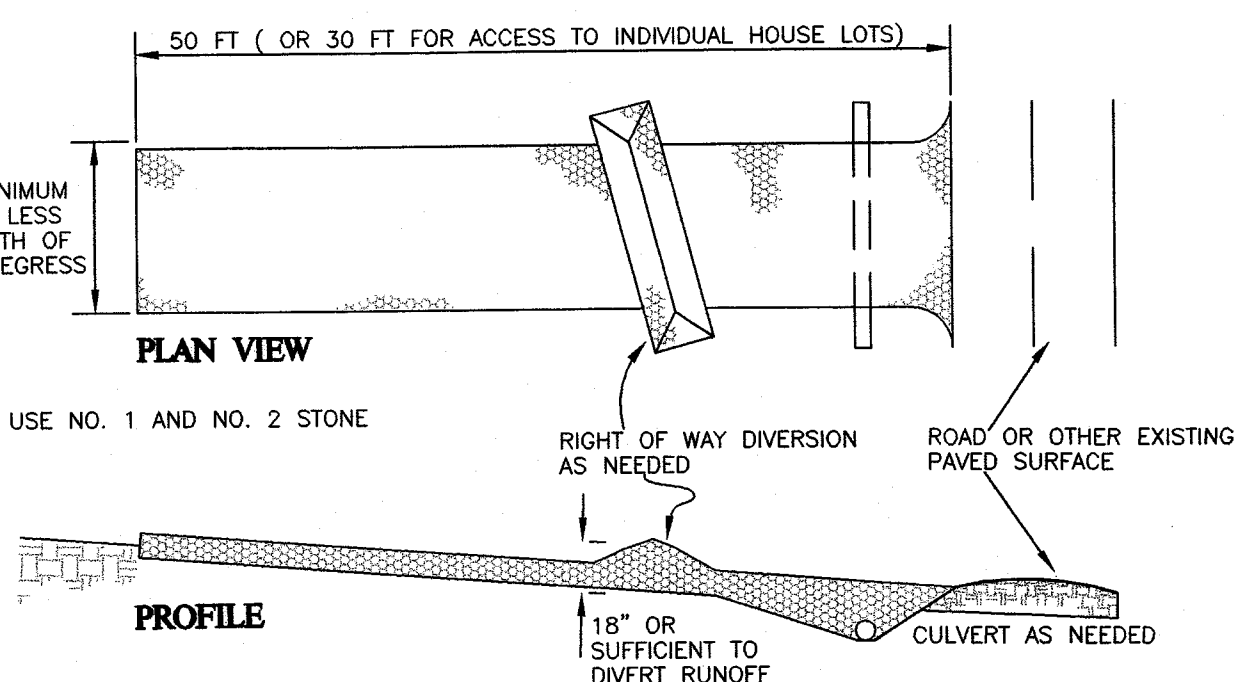 50 FT ( OR 30 FT FOR ACCESS TO INDIVIDUAL HOUSE LOTS)
NIMUM
LESS
TH OF
EGRESS
PLAN VIEW
USE NO. 1 AND NO. 2 STONE
RIGHT OF WAY DIVERSION
AS NEEDED
ROAD OR OTHER EXISTING
PAVED SURFACE
PROFILE
18" OR
SUFFICIENT TO
DIVERT RUNOFF
CULVERT AS NEEDED